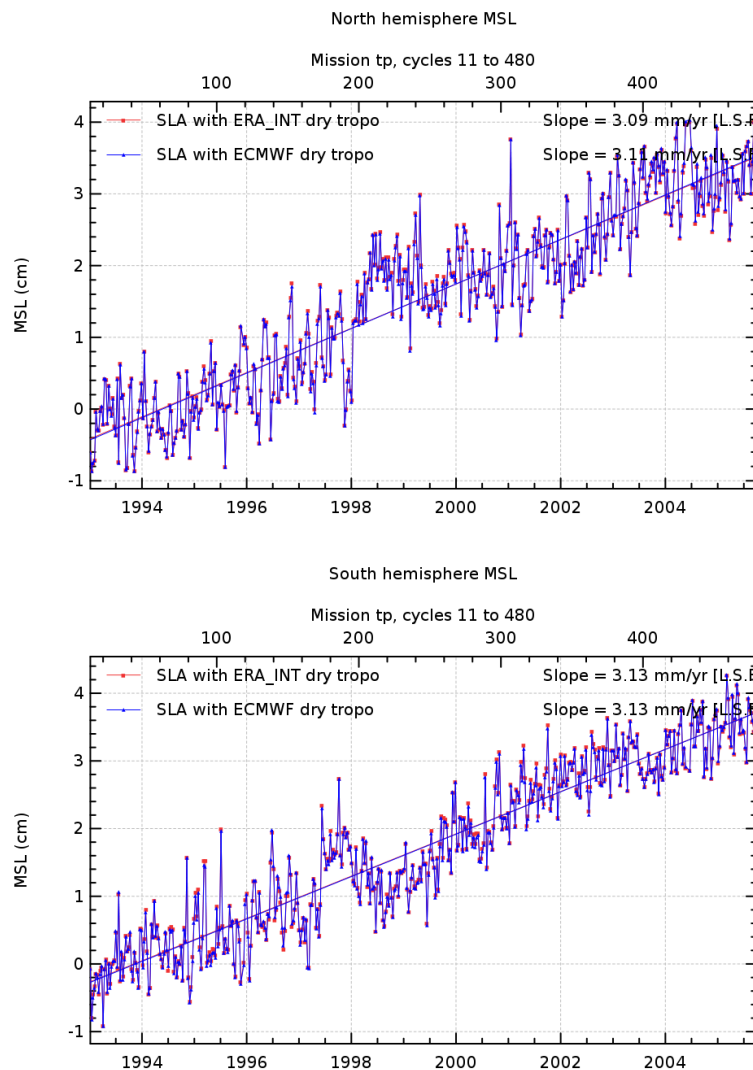 North hemisphere MSL
Mission tp, cycles 11 to 480
100 200 300 400
SLA with ERA_INT dry tropo Slope = 3.09 mm/yr [L.S.E
SLA with ECMWF dry tropo Slope = 3.11 mm/yr [L.S.E
MSL (cm)
4
3
2
1
0
-1
1994 1996 1998 2000 2002 2004
South hemisphere MSL
Mission tp, cycles 11 to 480
100 200 300 400
SLA with ERA_INT dry tropo Slope = 3.13 mm/yr [L.S.E
SLA with ECMWF dry tropo Slope = 3.13 mm/yr [L.S.E
MSL (cm)
4
3
2
1
0
-1
1994 1996 1998 2000 2002 2004